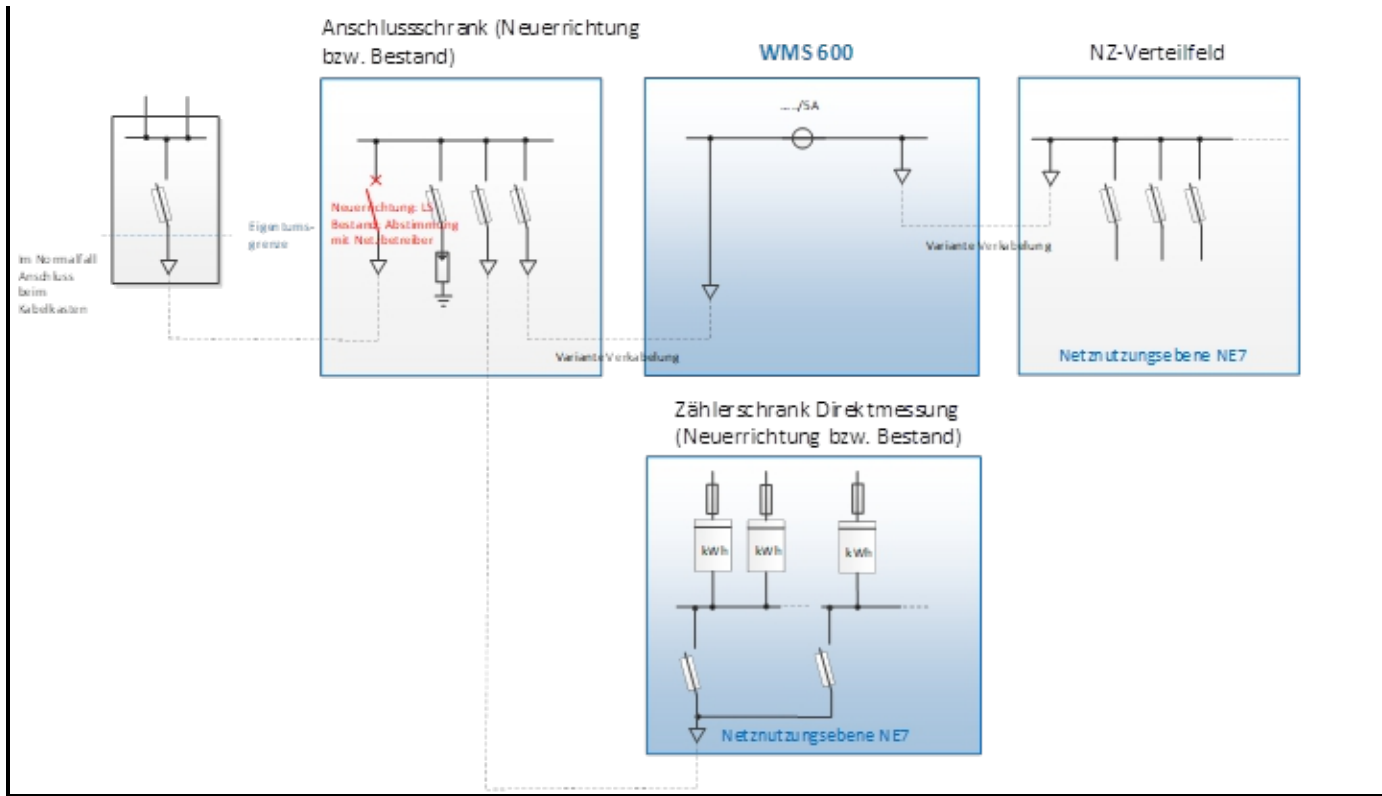 Anschlussschrank (Neuerrichtung
bzw. Bestand)
WMS 600
NZ-Verteilfeld
...../5A
Neuerrichtung: LS
Bestand: Abstimmung
mit Netzbetreiber
Eigentums-
grenze
Im Normalfall
Anschluss
beim
Kabelkasten
Variante Verkabelung
Variante Verkabelung
Netznutzungsebene NE7
Zählerschrank Direktmessung
(Neuerrichtung bzw. Bestand)
kWh
kWh
kWh
Netznutzungsebene NE7